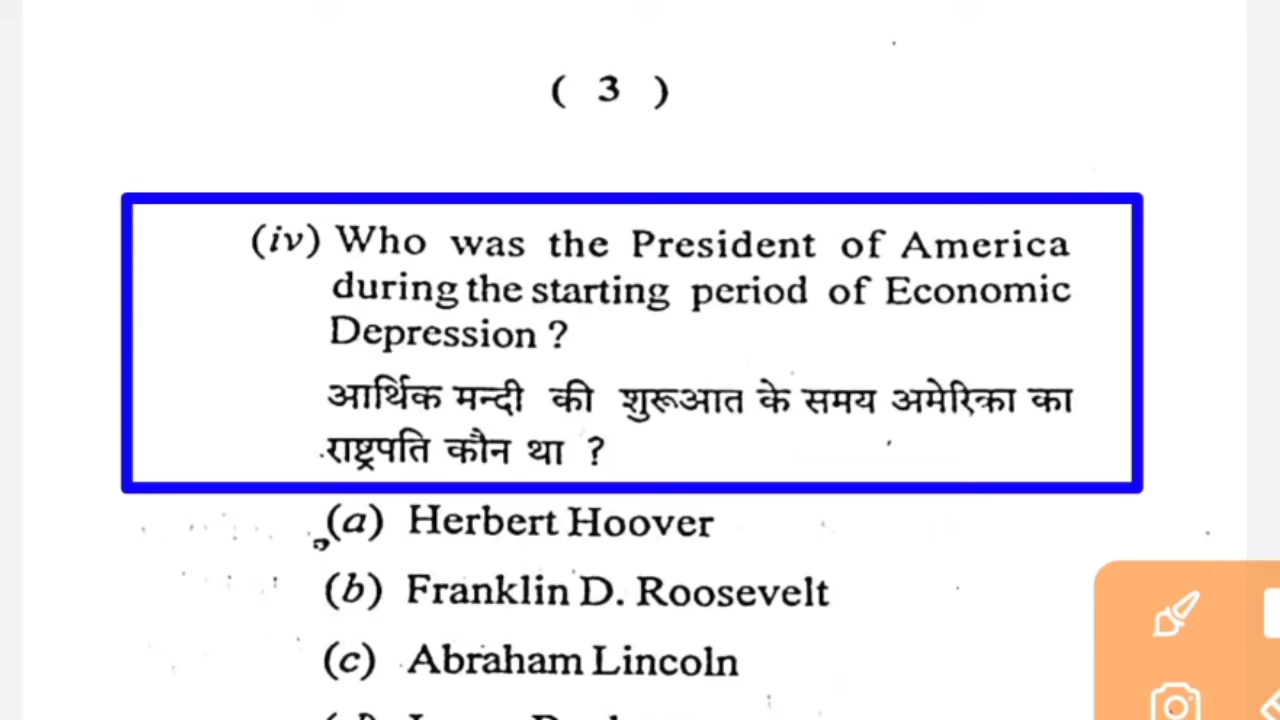 ( 3 )
(iv) Who was the President of America
during the starting period of Economic
Depression ?
आर्थिक मन्दी की शुरूआत के समय अमेरिका का
राष्ट्रपति कौन था ?
(a) Herbert Hoover
(b) Franklin D. Roosevelt
(c) Abraham Lincoln